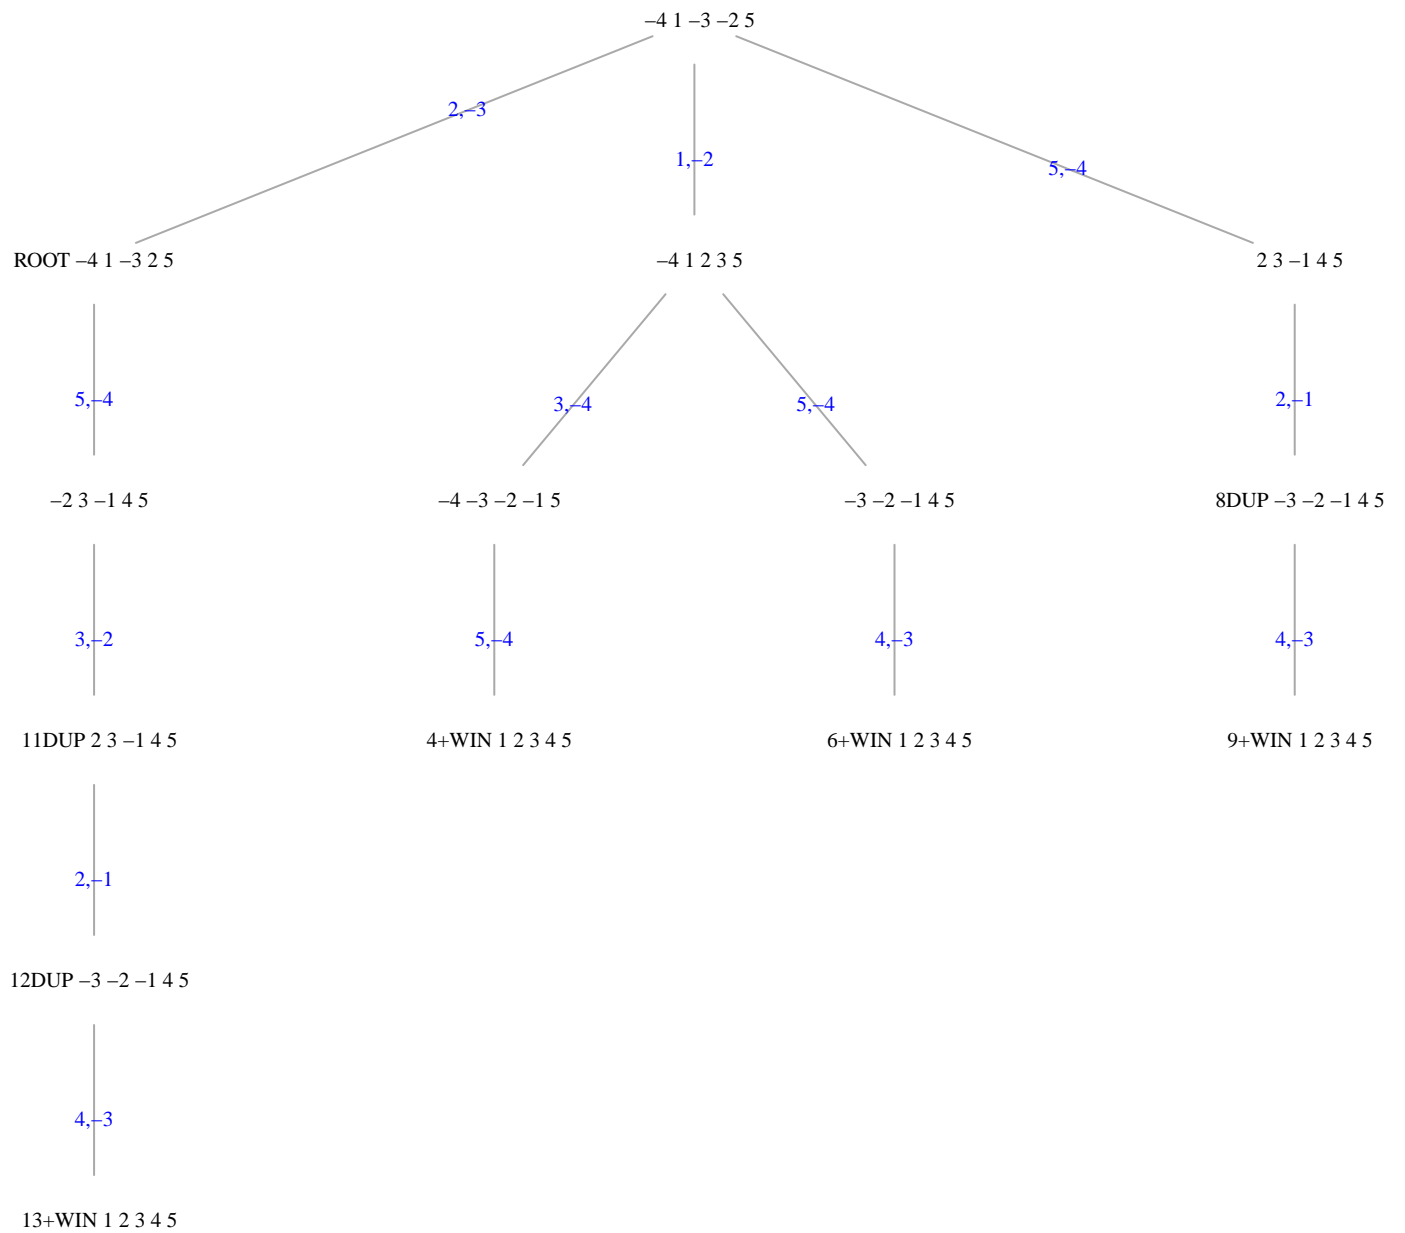 –4 1 –3 –2 5
2,–3
1,–2
5,–4
ROOT –4 1 –3 2 5
–4 1 2 3 5
2 3 –1 4 5
5,–4
3,–4
5,–4
2,–1
–2 3 –1 4 5
–4 –3 –2 –1 5
–3 –2 –1 4 5
8DUP –3 –2 –1 4 5
3,–2
5,–4
4,–3
4,–3
11DUP 2 3 –1 4 5
4+WIN 1 2 3 4 5
6+WIN 1 2 3 4 5
9+WIN 1 2 3 4 5
2,–1
12DUP –3 –2 –1 4 5
4,–3
13+WIN 1 2 3 4 5